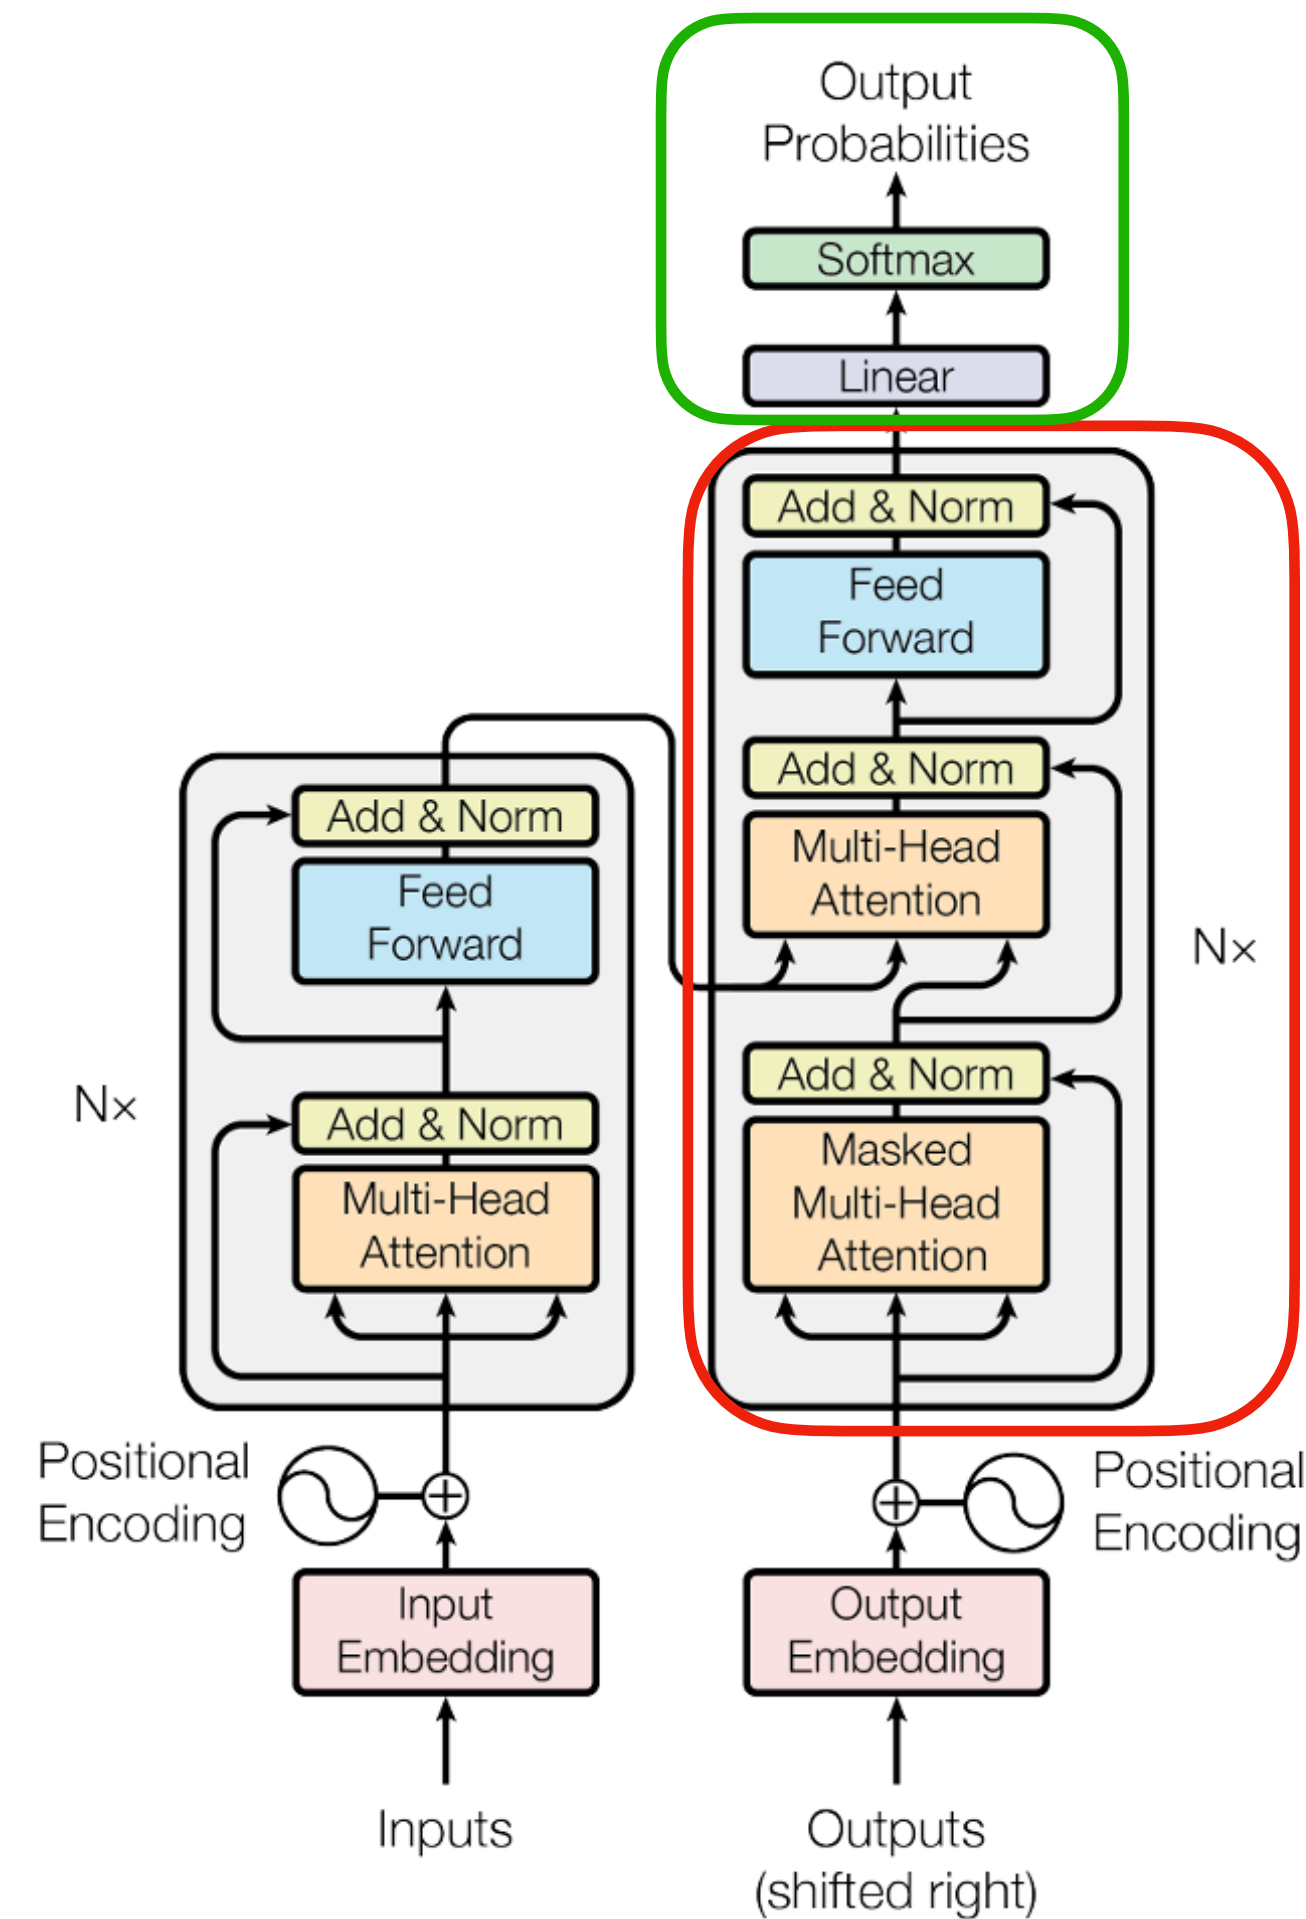 Output
Probabilities
Softmax
Linear
Add & Norm
Feed
Forward
Add & Norm
Multi-Head
Attention
Nx
Add & Norm
Masked
Multi-Head
Attention
Add & Norm
Feed
Forward
Nx
Add & Norm
Multi-Head
Attention
Positional
Encoding
Positional
Encoding
Input
Embedding
Output
Embedding
Inputs
Outputs
(shifted right)